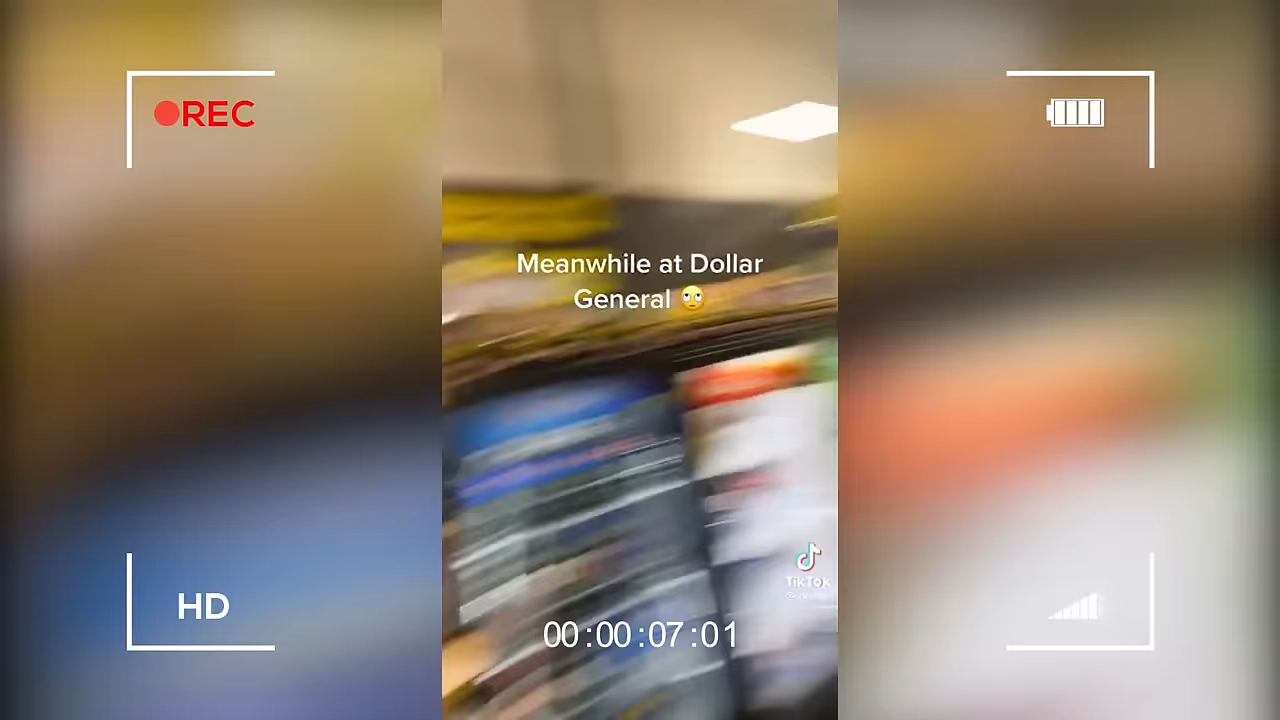 REC
Meanwhile at Dollar
General 🙄
TikTok
00:00:07:01
HD